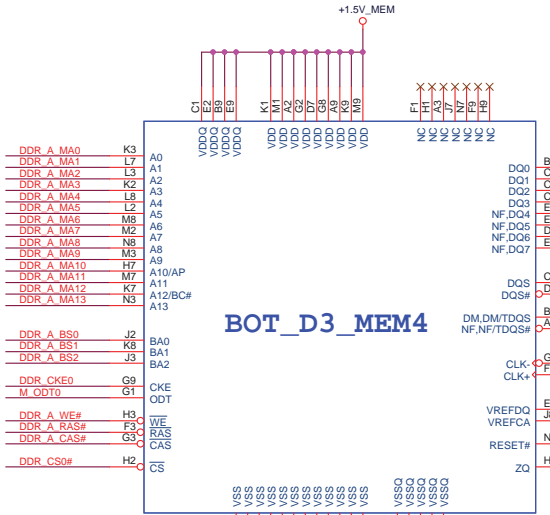 +1.5V_MEM
C1 E2 B9 E9 K1 M1 A2 G2 D7 G8 A9 K9 M9 F1 H1 A3 J7 N7 F9 H9
VDDQ VDDQ VDDQ VDDQ VDD VDD VDD VDD VDD VDD VDD VDD VDD NC NC NC NC NC NC NC
DDR_A_MA0 K3 A0 DQ0 B
DDR_A_MA1 L7 A1 DQ1 C
DDR_A_MA2 L3 A2 DQ2 C
DDR_A_MA3 K2 A3 DQ3 C
DDR_A_MA4 L8 A4 NF,DQ4 E
DDR_A_MA5 L2 A5 NF,DQ5 E
DDR_A_MA6 M8 A6 NF,DQ6 D
DDR_A_MA7 M2 A7 NF,DQ7 E
DDR_A_MA8 N8 A8
DDR_A_MA9 M3 A9
DDR_A_MA10 H7 A10/AP
DDR_A_MA11 M7 A11 DQS C
DDR_A_MA12 K7 A12/BC# DQS# D
DDR_A_MA13 N3 A13
DM,DM/TDQS B
BOT_D3_MEM4
NF,NF/TDQS# A
DDR_A_BS0 J2 BA0
DDR_A_BS1 K8 BA1
DDR_A_BS2 J3 BA2
CLK- G
CLK+ F
DDR_CKE0 G9 CKE
M_ODT0 G1 ODT
VREFDQ E
VREFCA J8
DDR_A_WE# H3 WE
DDR_A_RAS# F3 RAS
DDR_A_CAS# G3 CAS
RESET# N
DDR_CS0# H2 CS
ZQ H
VSS VSS VSS VSS VSS VSS VSS VSS VSS VSS VSS VSS VSSQ VSSQ VSSQ VSSQ VSSQ